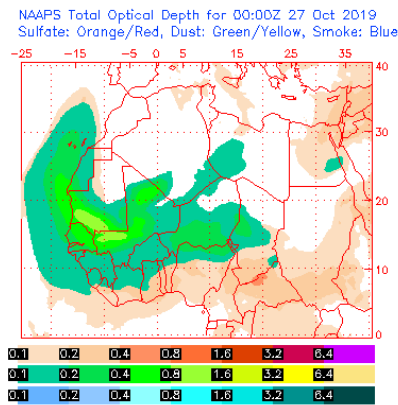 NAAPS Total Optical Depth for 00:00Z 27 Oct 2019
Sulfate: Orange/Red, Dust: Green/Yellow, Smoke: Blue
-25 -15 -5 0 5 15 25 35
40
30
20
10
0
0.1 0.2 0.4 0.8 1.6 3.2 6.4
0.1 0.2 0.4 0.8 1.6 3.2 6.4
0.1 0.2 0.4 0.8 1.6 3.2 6.4